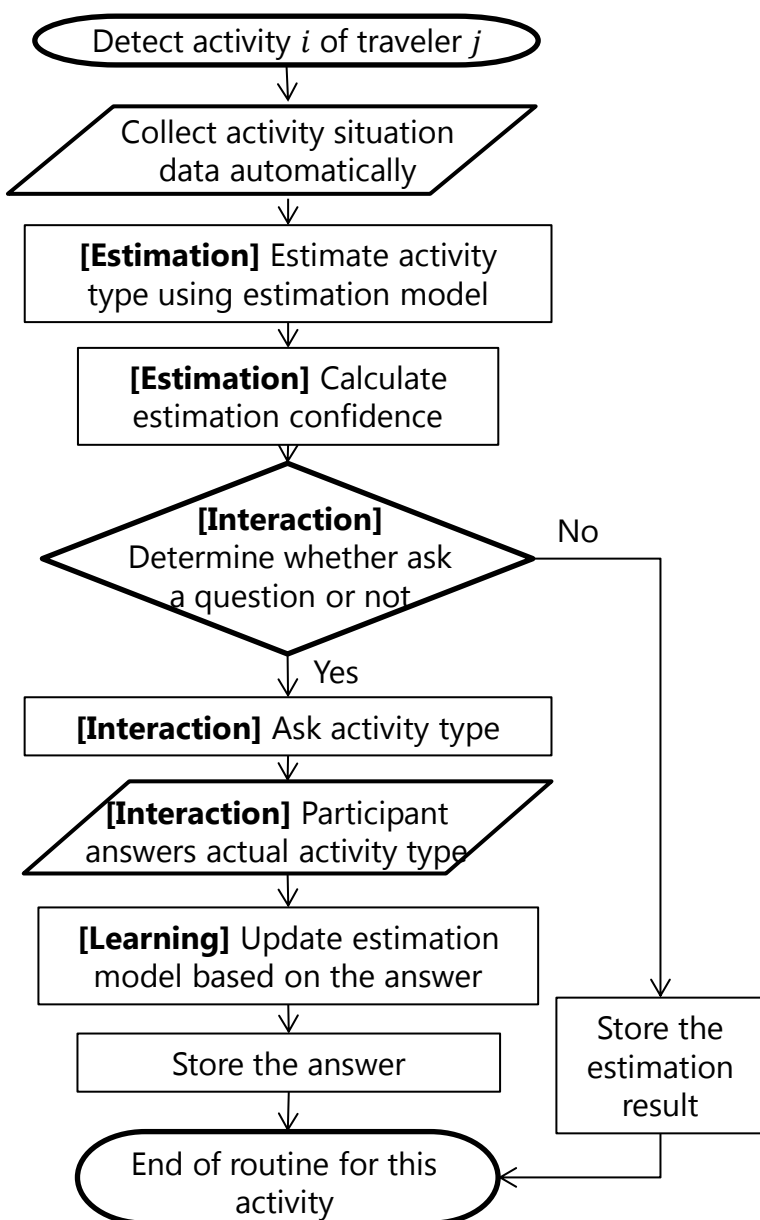 Detect activity i of traveler j
Collect activity situation
data automatically
[Estimation] Estimate activity
type using estimation model
[Estimation] Calculate
estimation confidence
[Interaction]
Determine whether ask
a question or not
No
Yes
[Interaction] Ask activity type
[Interaction] Participant
answers actual activity type
[Learning] Update estimation
model based on the answer
Store the answer
Store the
estimation
result
End of routine for this
activity